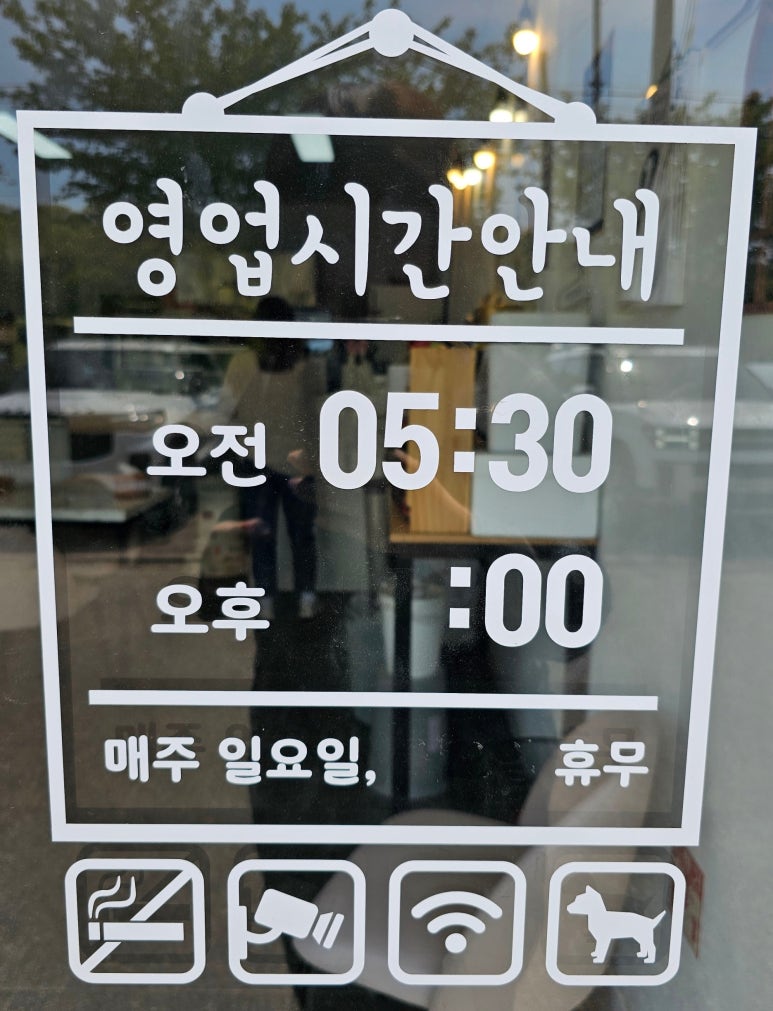 영업시간안내
오전 05:30
오후 :00
매주 일요일, 휴무